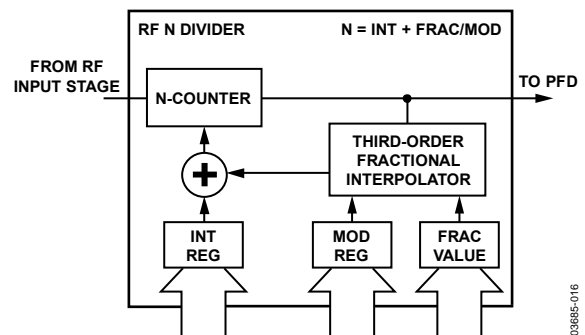 RF N DIVIDER
N = INT + FRAC/MOD
FROM RF
INPUT STAGE
TO PFD
N-COUNTER
THIRD-ORDER
FRACTIONAL
INTERPOLATOR
+
INT
REG
MOD
REG
FRAC
VALUE
03685-016